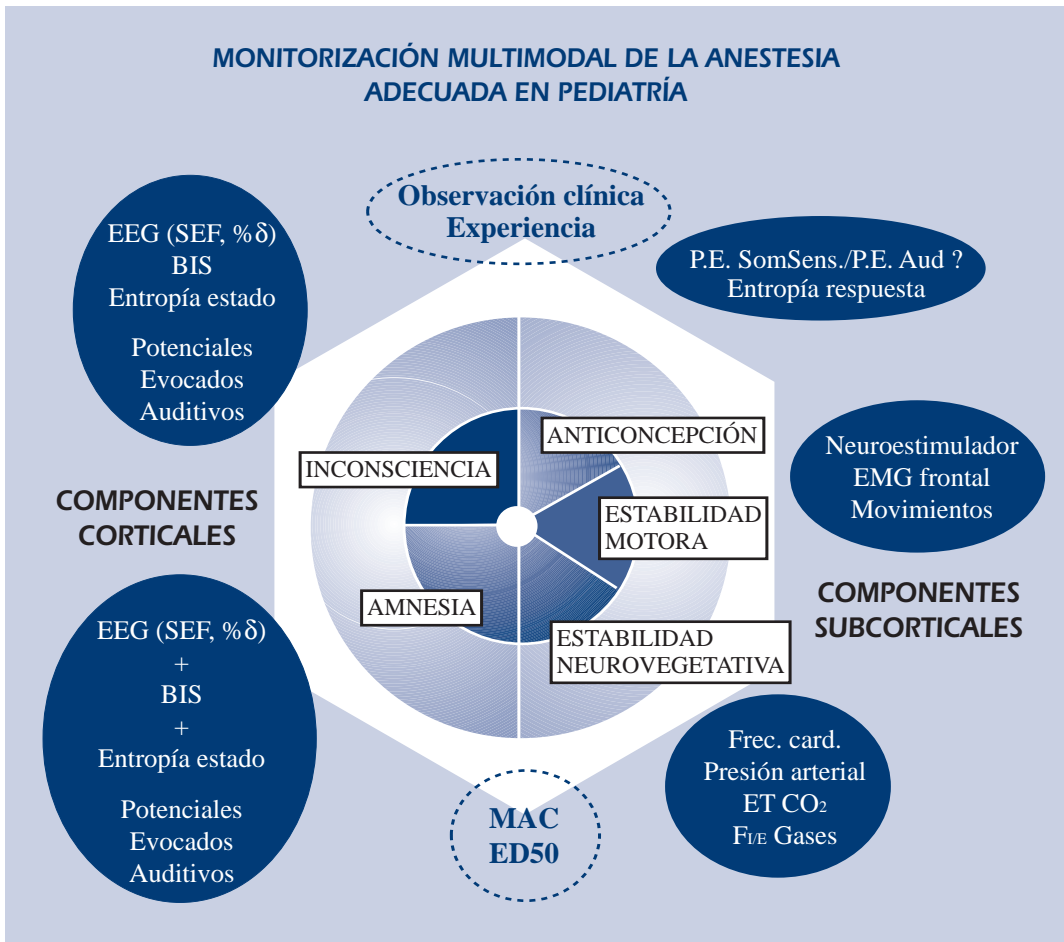 MONITORIZACIÓN MULTIMODAL DE LA ANESTESIA
ADECUADA EN PEDIATRÍA
Observación clínica
Experiencia
EEG (SEF, %δ)
BIS
Entropía estado
Potenciales
Evocados
Auditivos
P.E. SomSens./P.E. Aud ?
Entropía respuesta
INCONSCIENCIA
ANTICONCEPCIÓN
Neuroestimulador
EMG frontal
Movimientos
COMPONENTES
CORTICALES
ESTABILIDAD
MOTORA
AMNESIA
ESTABILIDAD
NEUROVEGETATIVA
COMPONENTES
SUBCORTICALES
EEG (SEF, %δ)
+
BIS
+
Entropía estado
Potenciales
Evocados
Auditivos
MAC
ED50
Frec. card.
Presión arterial
ET CO₂
FI/E Gases